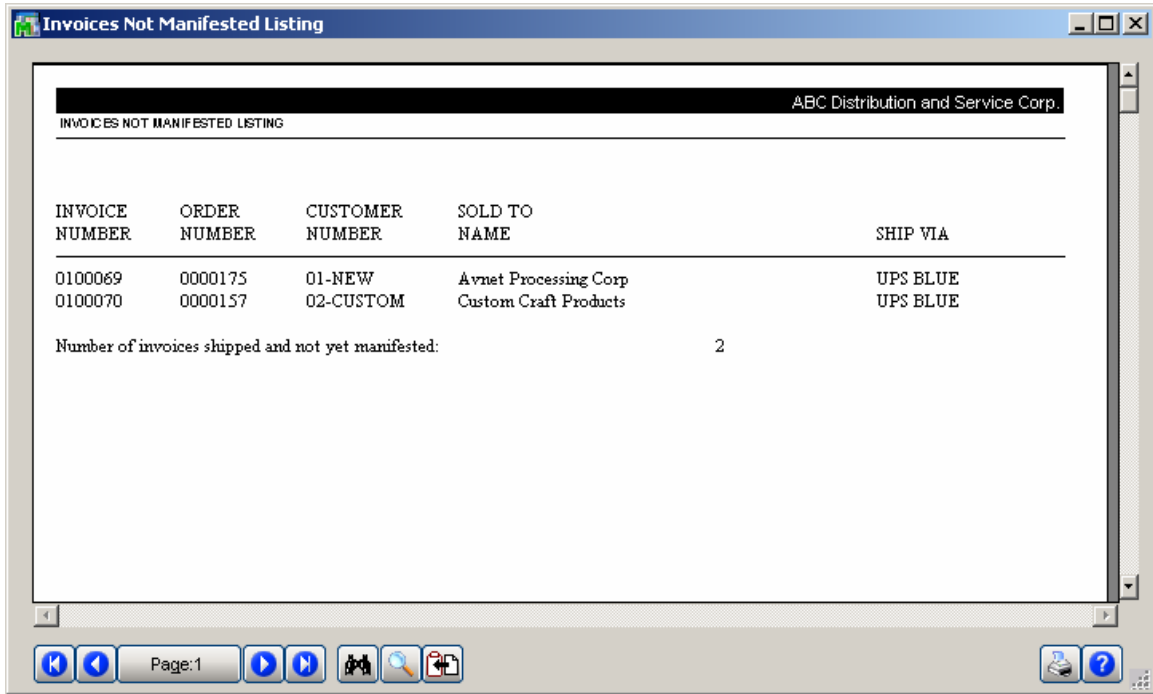 Invoices Not Manifested Listing
ABC Distribution and Service Corp.
INVOICES NOT MANIFESTED LISTING
INVOICE ORDER CUSTOMER SOLD TO
NUMBER NUMBER NUMBER NAME SHIP VIA
0100069 0000175 01-NEW Avnet Processing Corp UPS BLUE
0100070 0000157 02-CUSTOM Custom Craft Products UPS BLUE
Number of invoices shipped and not yet manifested: 2
Page:1